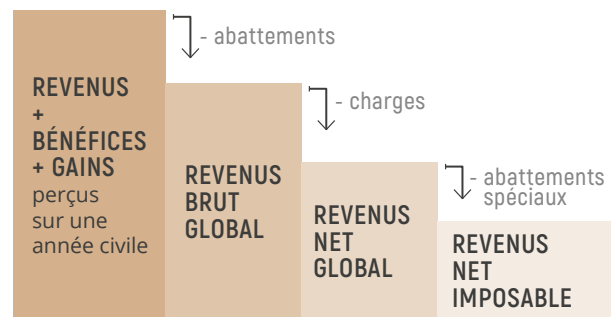 - abattements
REVENUS
+
BÉNÉFICES
+ GAINS
perçus
sur une
année civile
- charges
REVENUS
BRUT
GLOBAL
- abattements
spéciaux
REVENUS
NET
GLOBAL
REVENUS
NET
IMPOSABLE